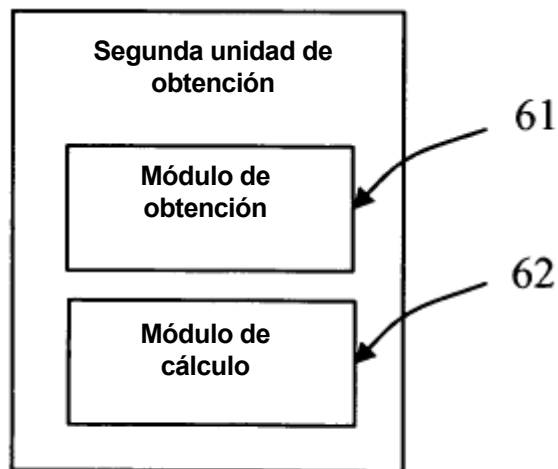 Segunda unidad de
obtención
61
Módulo de
obtención
62
Módulo de
cálculo